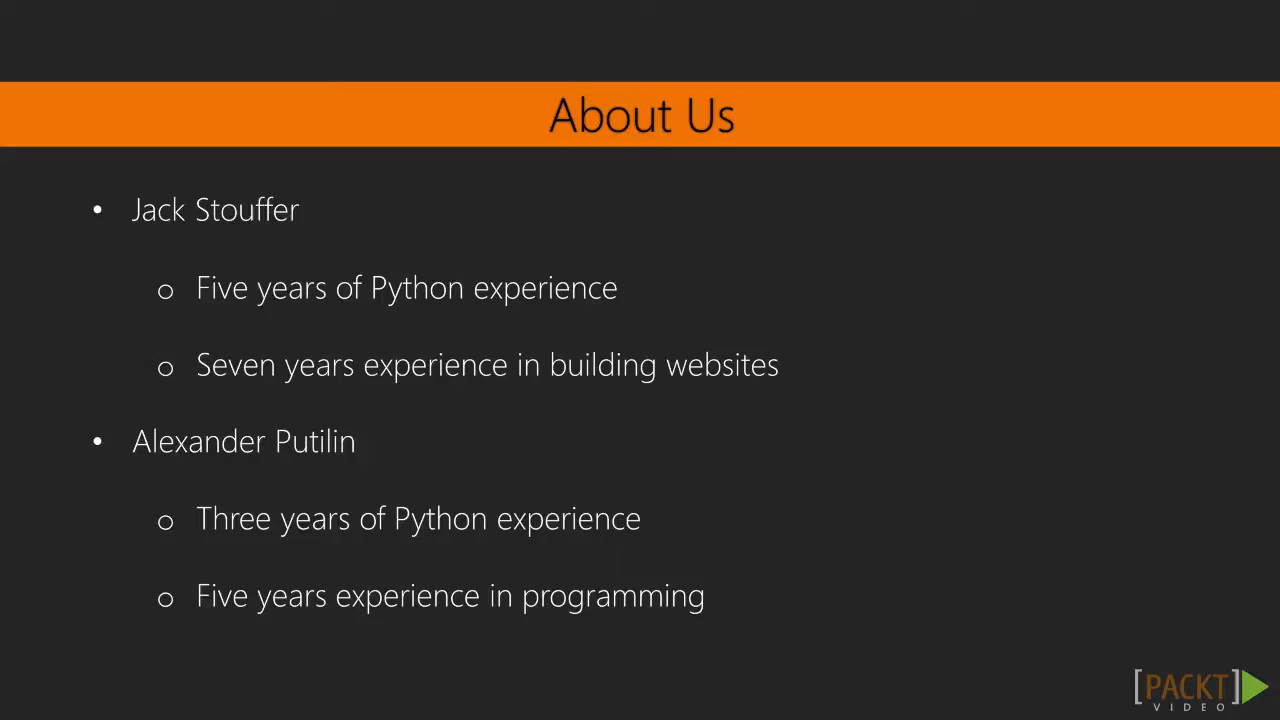 About Us
• Jack Stouffer
o Five years of Python experience
o Seven years experience in building websites
• Alexander Putilin
o Three years of Python experience
o Five years experience in programming
[PACKT]
VIDEO